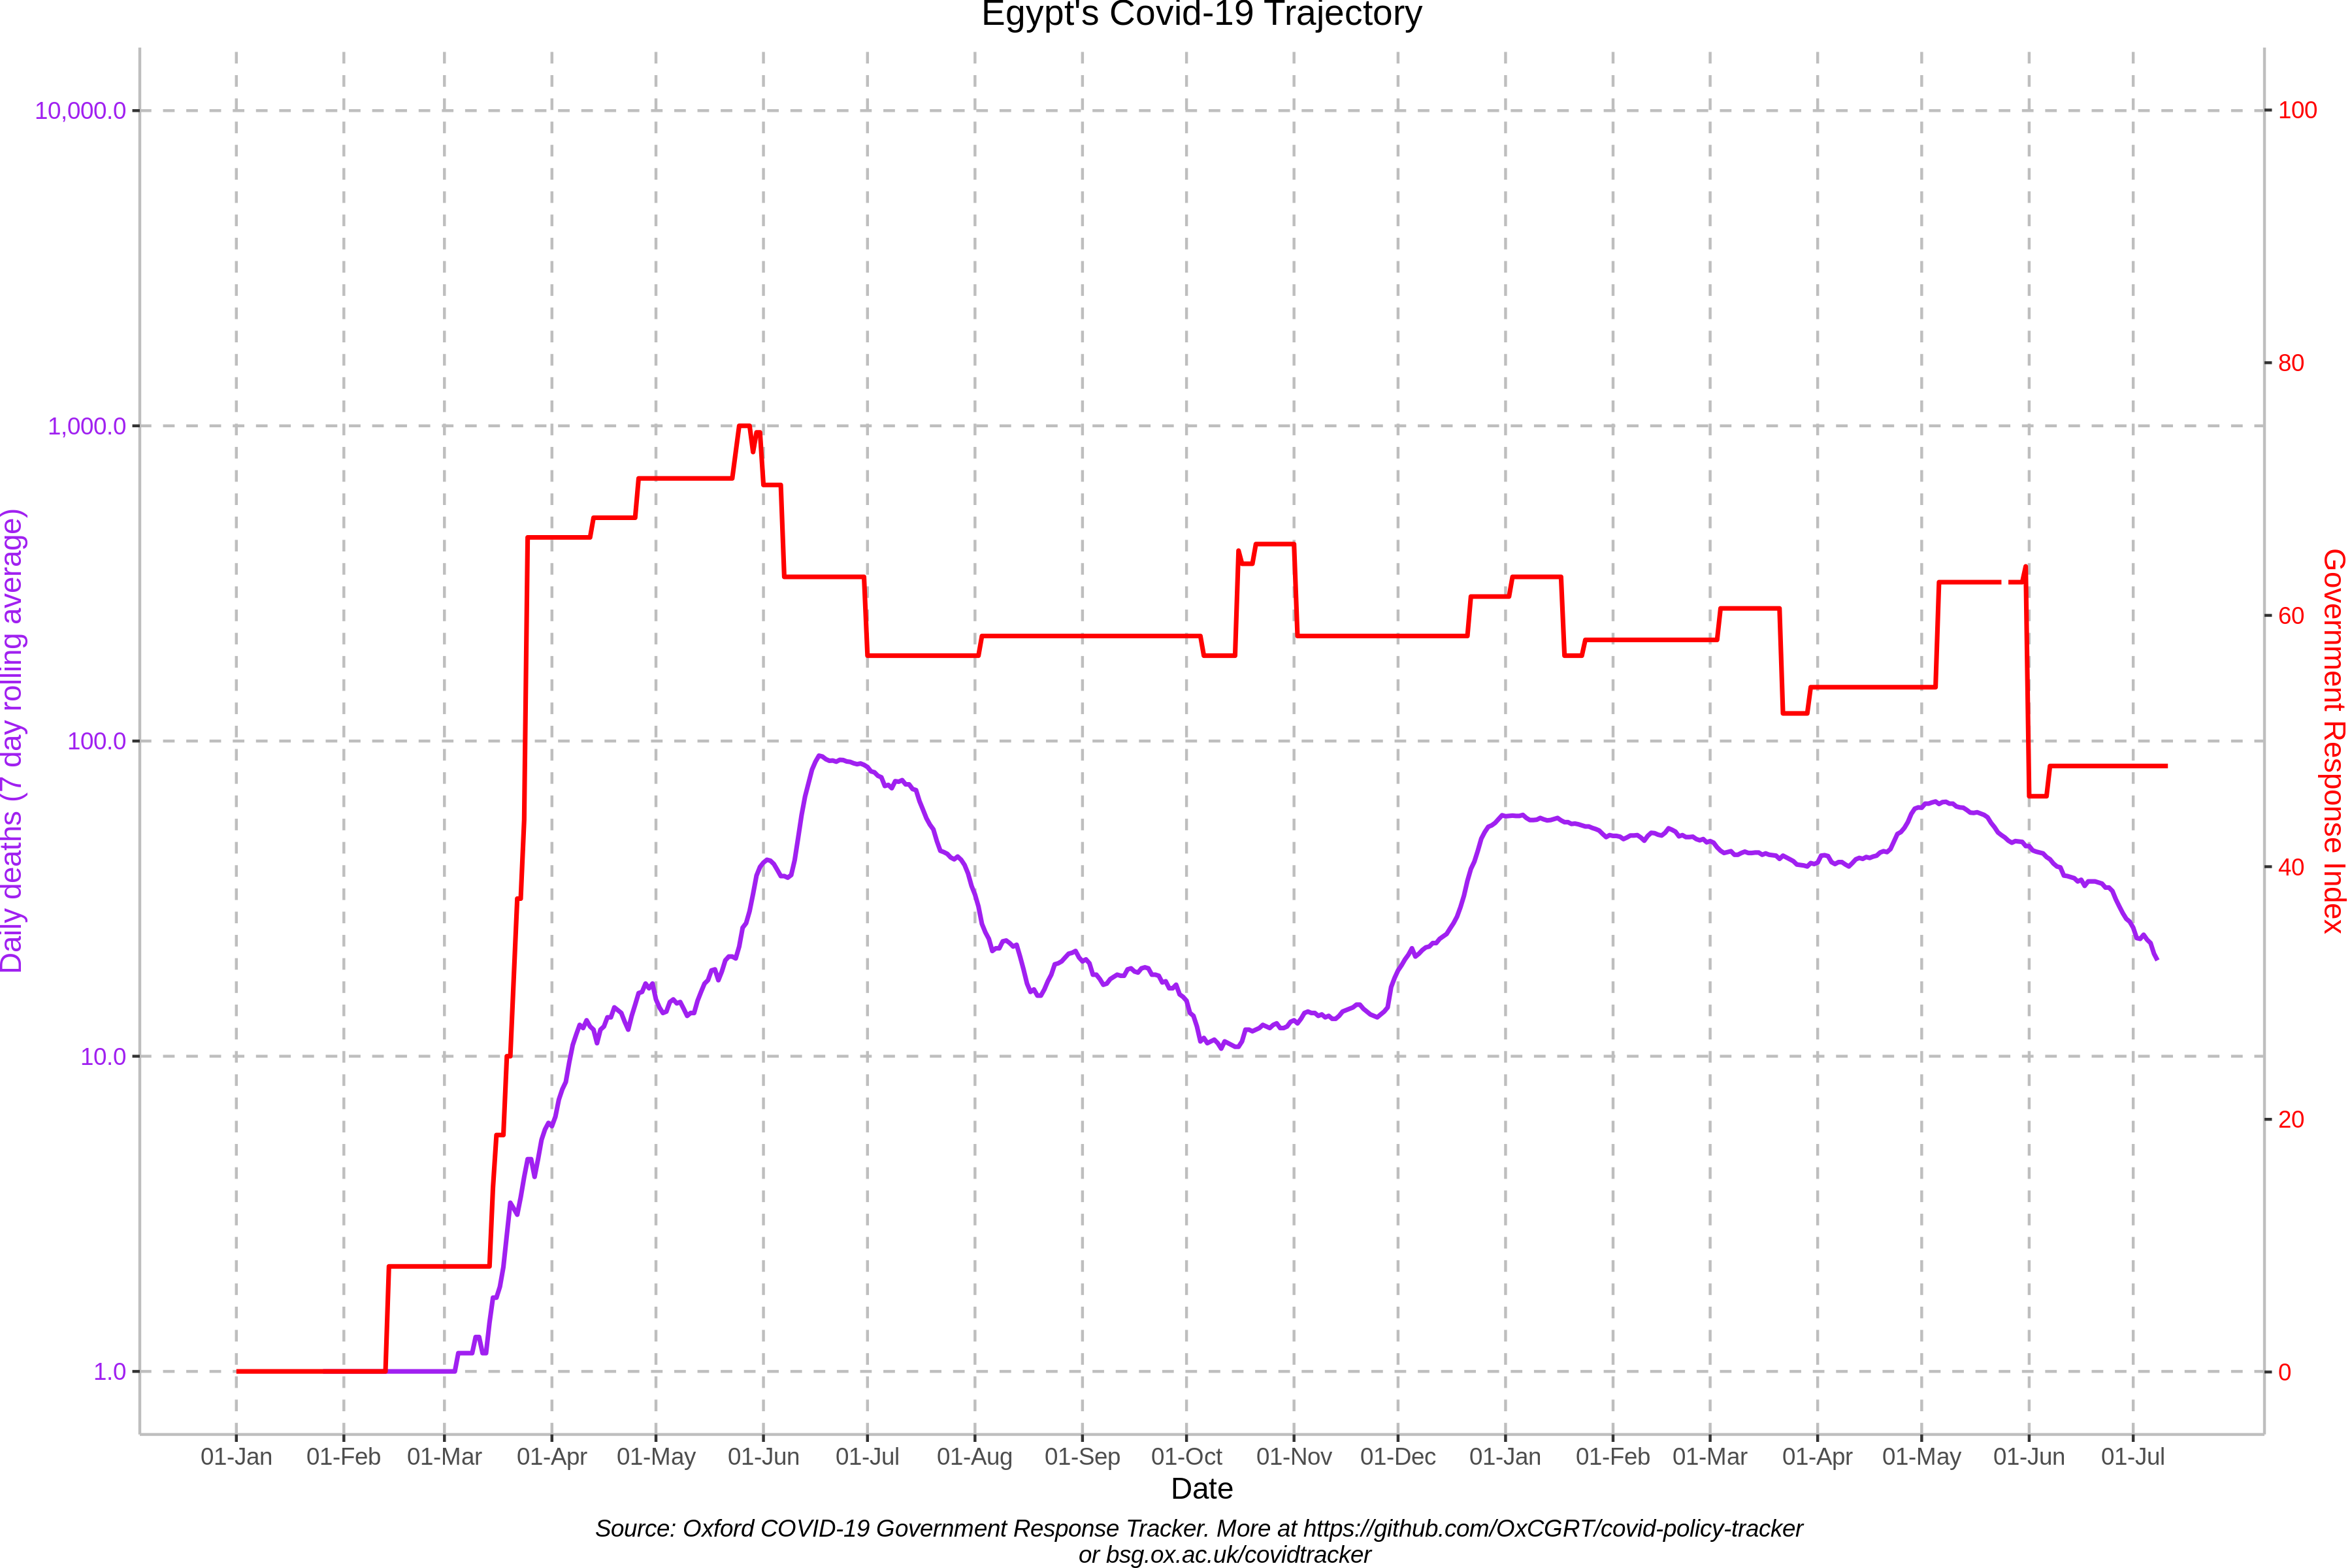 Egypt's Covid-19 Trajectory
10,000.0
1,000.0
100.0
10.0
1.0
Daily deaths (7 day rolling average)
100
80
60
40
20
0
Government Response Index
01-Jan 01-Feb 01-Mar 01-Apr 01-May 01-Jun 01-Jul 01-Aug 01-Sep 01-Oct 01-Nov 01-Dec 01-Jan 01-Feb 01-Mar 01-Apr 01-May 01-Jun 01-Jul
Date
Source: Oxford COVID-19 Government Response Tracker. More at https://github.com/OxCGRT/covid-policy-tracker
or bsg.ox.ac.uk/covidtracker